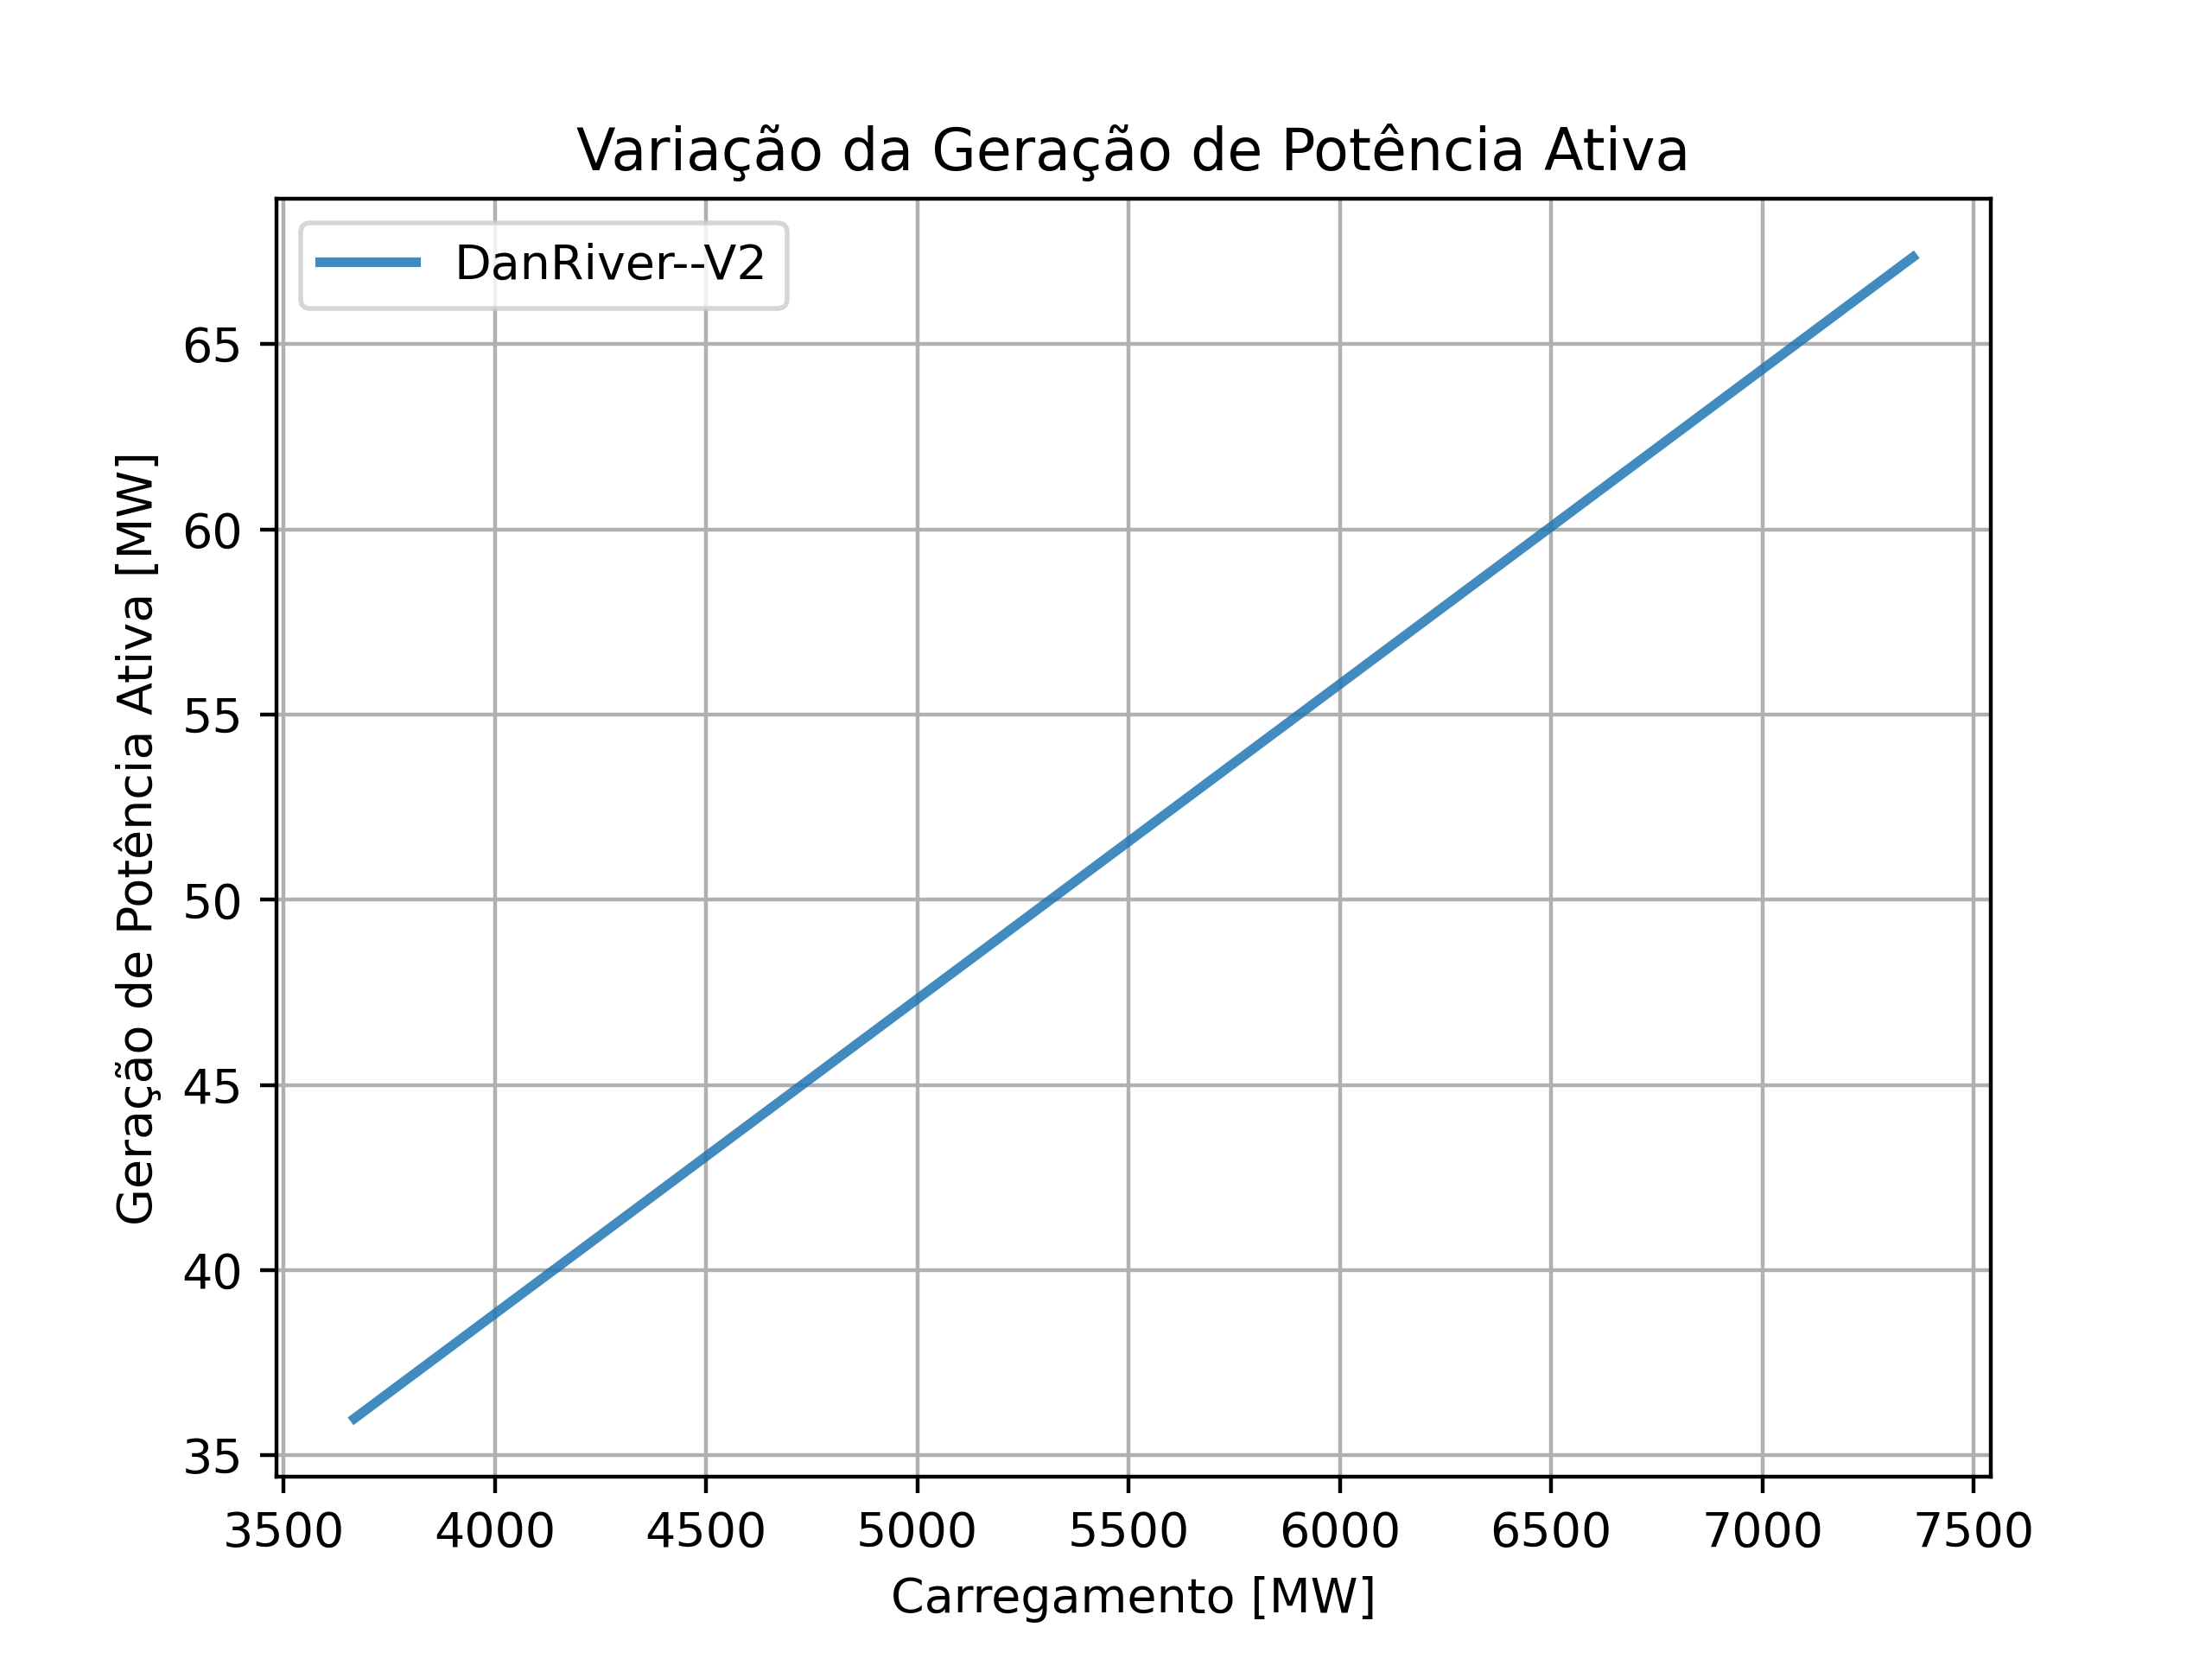 Variação da Geração de Potência Ativa
DanRiver--V2
Geração de Potência Ativa [MW]
65
60
55
50
45
40
35
3500 4000 4500 5000 5500 6000 6500 7000 7500
Carregamento [MW]